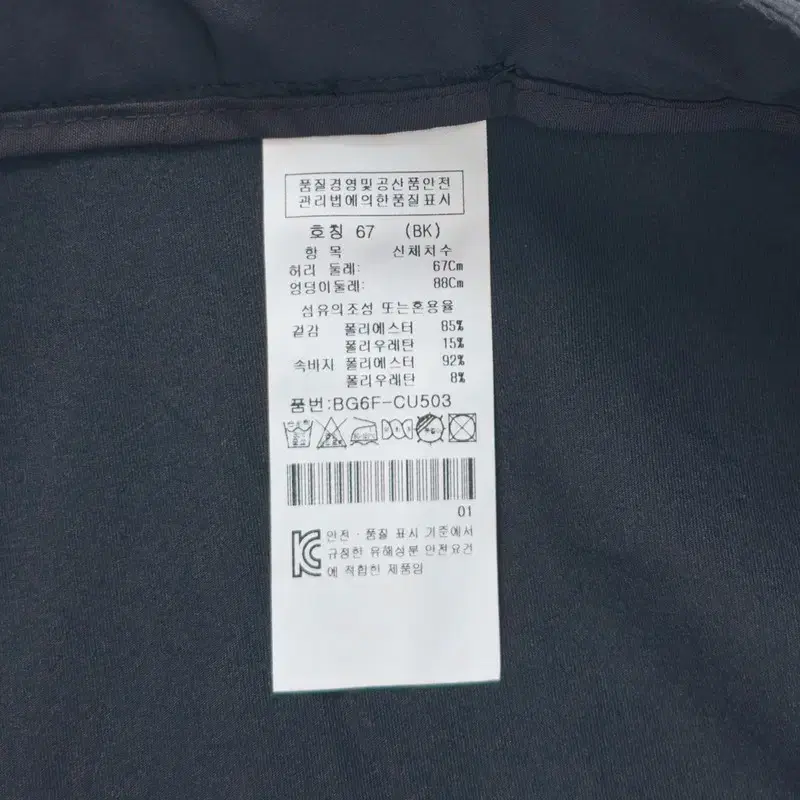 품질경영및공산품안전
관리법에의한품질표시
호칭 67 (BK)
항 목 신체치수
허리 둘레: 67Cm
엉덩이둘레: 88Cm
섬유의조성 또는혼용율
겉감 폴리에스터 85%
폴리우레탄 15%
속바지 폴리에스터 92%
폴리우레탄 8%
품번:BG6F-CU503
01
안전·품질 표시 기준에서
규정한 유해성분 안전요건
에 적합한 제품임